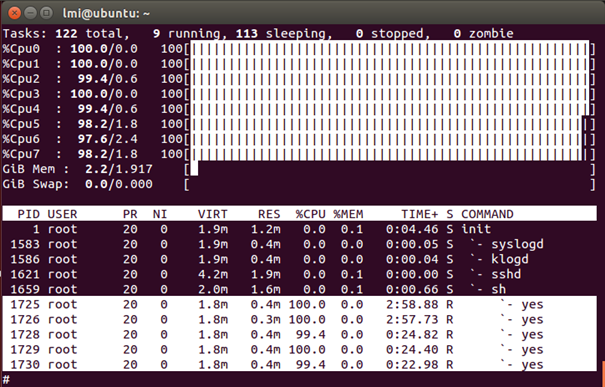 lmi@ubuntu: ~
Tasks: 122 total,   9 running, 113 sleeping,   0 stopped,   0 zombie
%Cpu0  : 100.0/0.0   100[||||||||||||||||||||||||||||||||||||||||||||||||||||]
%Cpu1  : 100.0/0.0   100[||||||||||||||||||||||||||||||||||||||||||||||||||||]
%Cpu2  :  99.4/0.6   100[||||||||||||||||||||||||||||||||||||||||||||||||||||]
%Cpu3  : 100.0/0.0   100[||||||||||||||||||||||||||||||||||||||||||||||||||||]
%Cpu4  :  99.4/0.6   100[||||||||||||||||||||||||||||||||||||||||||||||||||||]
%Cpu5  :  98.2/1.8   100[||||||||||||||||||||||||||||||||||||||||||||||||||||]
%Cpu6  :  97.6/2.4   100[||||||||||||||||||||||||||||||||||||||||||||||||||||]
%Cpu7  :  98.2/1.8   100[||||||||||||||||||||||||||||||||||||||||||||||||||||]
GiB Mem :  2.2/1.917    [                                                    ]
GiB Swap:  0.0/0.000    [                                                    ]
  PID USER      PR  NI    VIRT    RES  %CPU %MEM     TIME+ S COMMAND
    1 root      20   0    1.9m   1.2m   0.0  0.1   0:04.46 S init
 1583 root      20   0    1.9m   0.4m   0.0  0.0   0:00.05 S  `- syslogd
 1586 root      20   0    1.9m   0.4m   0.0  0.0   0:00.04 S  `- klogd
 1621 root      20   0    4.2m   1.9m   0.0  0.1   0:00.00 S  `- sshd
 1659 root      20   0    2.0m   1.6m   0.0  0.1   0:00.66 S  `- sh
 1725 root      20   0    1.8m   0.4m 100.0  0.0   2:58.88 R      `- yes
 1726 root      20   0    1.8m   0.3m 100.0  0.0   2:57.73 R      `- yes
 1728 root      20   0    1.8m   0.4m  99.4  0.0   0:24.82 R      `- yes
 1729 root      20   0    1.8m   0.4m 100.0  0.0   0:24.40 R      `- yes
 1730 root      20   0    1.8m   0.4m  99.4  0.0   0:22.98 R      `- yes
#